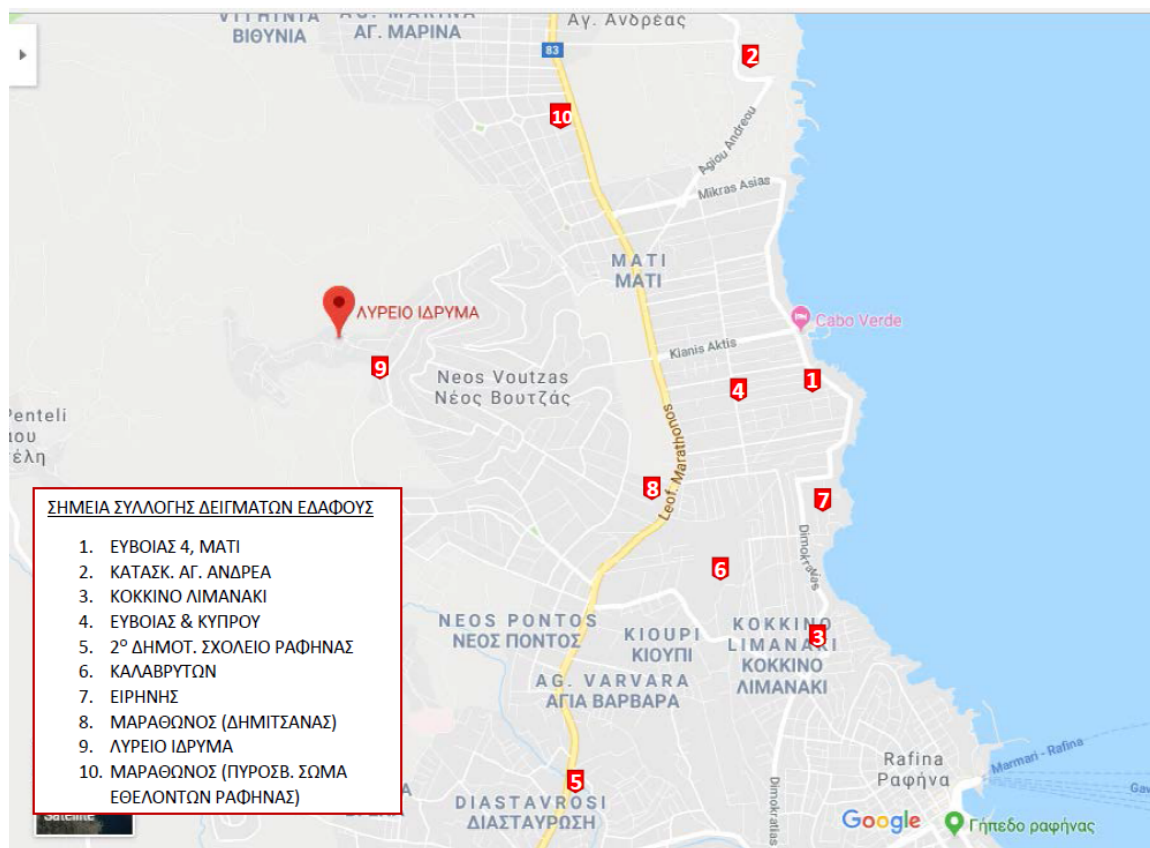 ΒΙΘΥΝΙΑ
ΑΓ. ΜΑΡΙΝΑ
Αγ. Ανδρέας
83
2
10
Agiou Andreou
Mikras Asias
ΜΑΤΙ
ΜΑΤΙ
ΛΥΡΕΙΟ ΙΔΡΥΜΑ
Cabo Verde
Kianis Aktis
9
4
1
Neos Voutzas
Νέος Βουτζάς
Penteli
Leof. Marathonos
8
7
6
NEOS PONTOS
ΝΕΟΣ ΠΟΝΤΟΣ
KIOUPI
ΚΙΟΥΠΙ
KOKKINO
LIMANAKI
ΚΟΚΚΙΝΟ
ΛΙΜΑΝΑΚΙ
3
AG. VARVARA
ΑΓΙΑ ΒΑΡΒΑΡΑ
Rafina
Ραφήνα
Marmari - Rafina
5
DIASTAVROSI
ΔΙΑΣΤΑΥΡΩΣΗ
Dimokratias
Google
Γήπεδο ραφήνας
ΣΗΜΕΙΑ ΣΥΛΛΟΓΗΣ ΔΕΙΓΜΑΤΩΝ ΕΔΑΦΟΥΣ
1. ΕΥΒΟΙΑΣ 4, ΜΑΤΙ
2. ΚΑΤΑΣΚ. ΑΓ. ΑΝΔΡΕΑ
3. ΚΟΚΚΙΝΟ ΛΙΜΑΝΑΚΙ
4. ΕΥΒΟΙΑΣ & ΚΥΠΡΟΥ
5. 2ο ΔΗΜΟΤ. ΣΧΟΛΕΙΟ ΡΑΦΗΝΑΣ
6. ΚΑΛΑΒΡΥΤΩΝ
7. ΕΙΡΗΝΗΣ
8. ΜΑΡΑΘΩΝΟΣ (ΔΗΜΙΤΣΑΝΑΣ)
9. ΛΥΡΕΙΟ ΙΔΡΥΜΑ
10. ΜΑΡΑΘΩΝΟΣ (ΠΥΡΟΣΒ. ΣΩΜΑ
ΕΘΕΛΟΝΤΩΝ ΡΑΦΗΝΑΣ)
Satellite